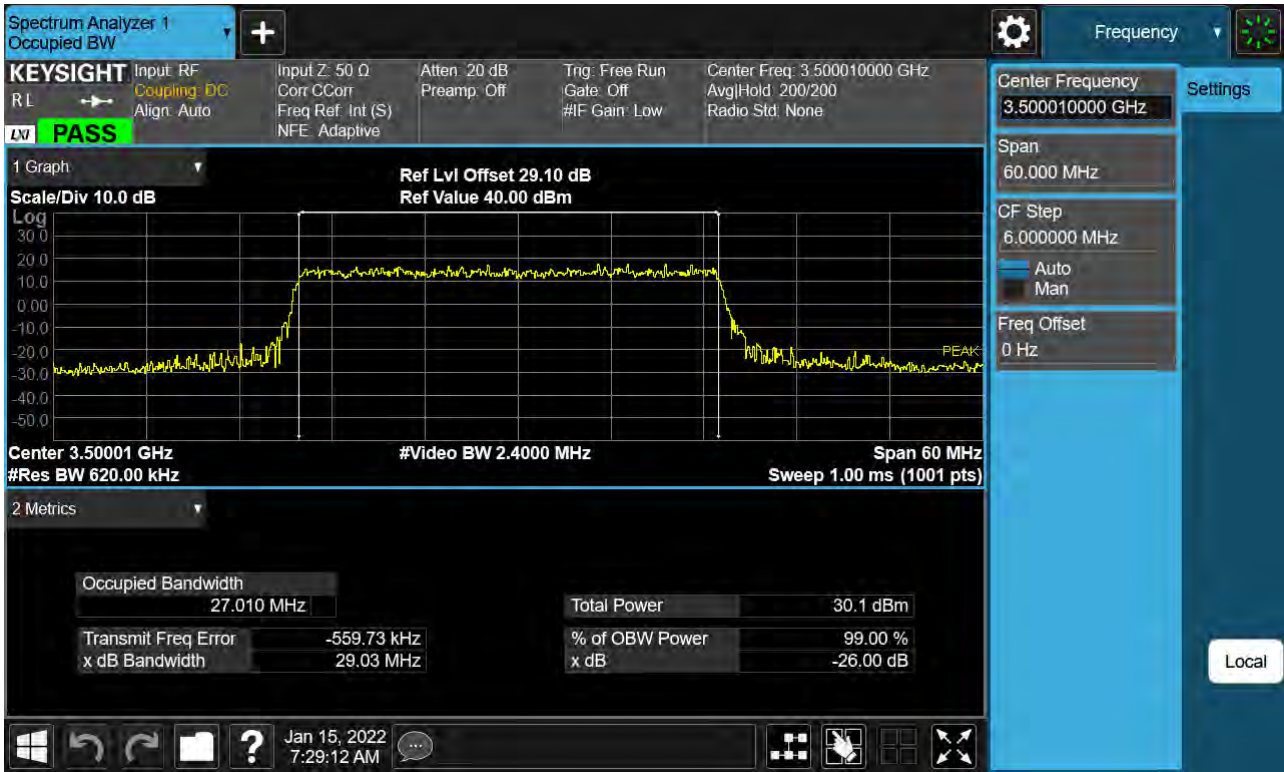 Spectrum Analyzer 1
Occupied BW
Frequency
KEYSIGHT
RL
LXI
PASS
Input: RF
Coupling: DC
Align: Auto
Input Z: 50 Ω
Corr CCorr
Freq Ref: Int (S)
NFE: Adaptive
Atten: 20 dB
Preamp: Off
Trig: Free Run
Gate: Off
#IF Gain: Low
Center Freq: 3.500010000 GHz
Avg|Hold: 200/200
Radio Std: None
Center Frequency
3.500010000 GHz
Settings
Span
60.000 MHz
CF Step
6.000000 MHz
Auto
Man
Freq Offset
0 Hz
Local
1 Graph
Scale/Div 10.0 dB
Ref Lvl Offset 29.10 dB
Ref Value 40.00 dBm
Log
30.0
20.0
10.0
0.00
-10.0
-20.0
-30.0
-40.0
-50.0
PEAK
Center 3.50001 GHz
#Video BW 2.4000 MHz
Span 60 MHz
#Res BW 620.00 kHz
Sweep 1.00 ms (1001 pts)
2 Metrics
Occupied Bandwidth
27.010 MHz
Total Power 30.1 dBm
Transmit Freq Error -559.73 kHz
% of OBW Power 99.00 %
x dB Bandwidth 29.03 MHz
x dB -26.00 dB
?
Jan 15, 2022
7:29:12 AM